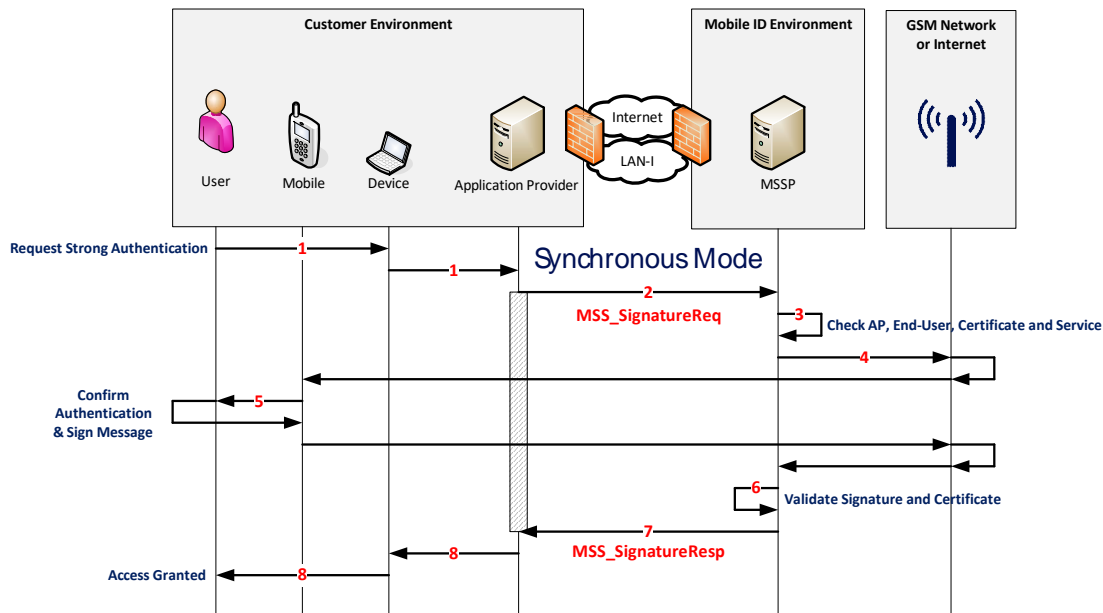 Customer Environment
Mobile ID Environment
GSM Network
or Internet
Internet
LAN-I
User
Mobile
Device
Application Provider
MSSP
Request Strong Authentication
1
1
Synchronous Mode
2
MSS_SignatureReq
3
Check AP, End-User, Certificate and Service
4
Confirm
Authentication
& Sign Message
5
6
Validate Signature and Certificate
7
MSS_SignatureResp
8
Access Granted
8